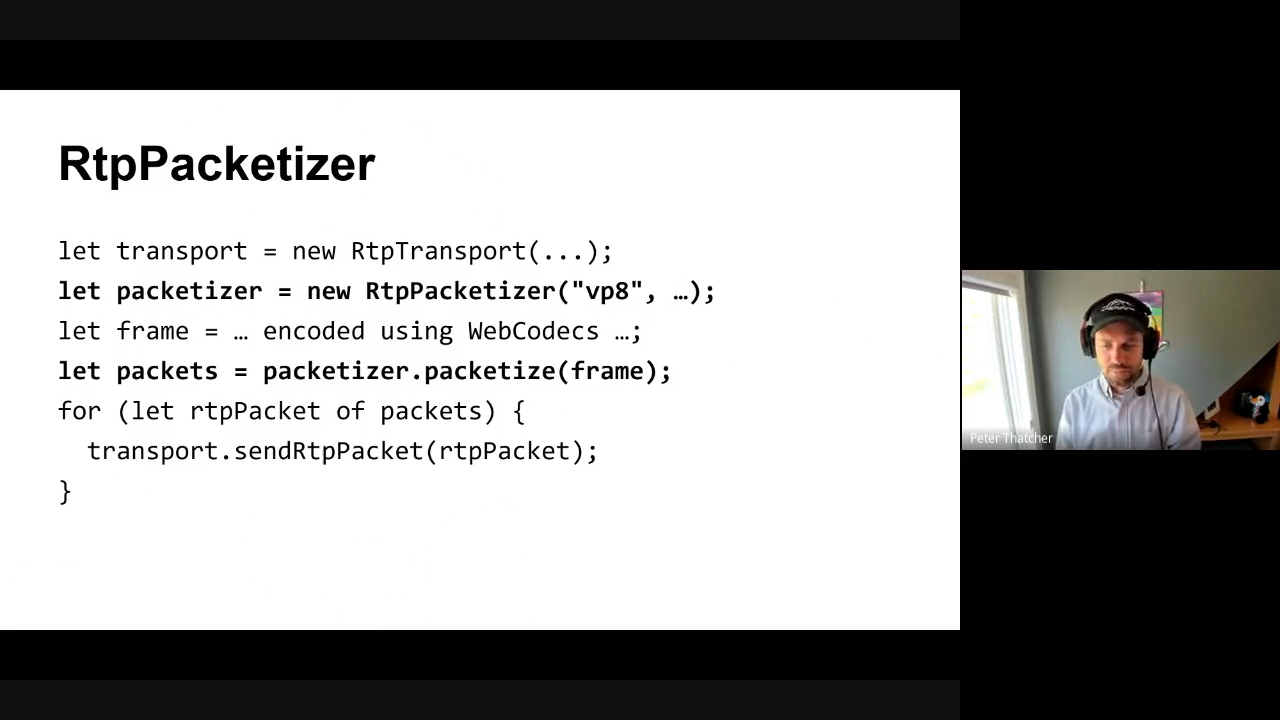 RtpPacketizer
let transport = new RtpTransport(...);
let packetizer = new RtpPacketizer("vp8", …);
let frame = … encoded using WebCodecs …;
let packets = packetizer.packetize(frame);
for (let rtpPacket of packets) {
  transport.sendRtpPacket(rtpPacket);
}
Peter Thatcher